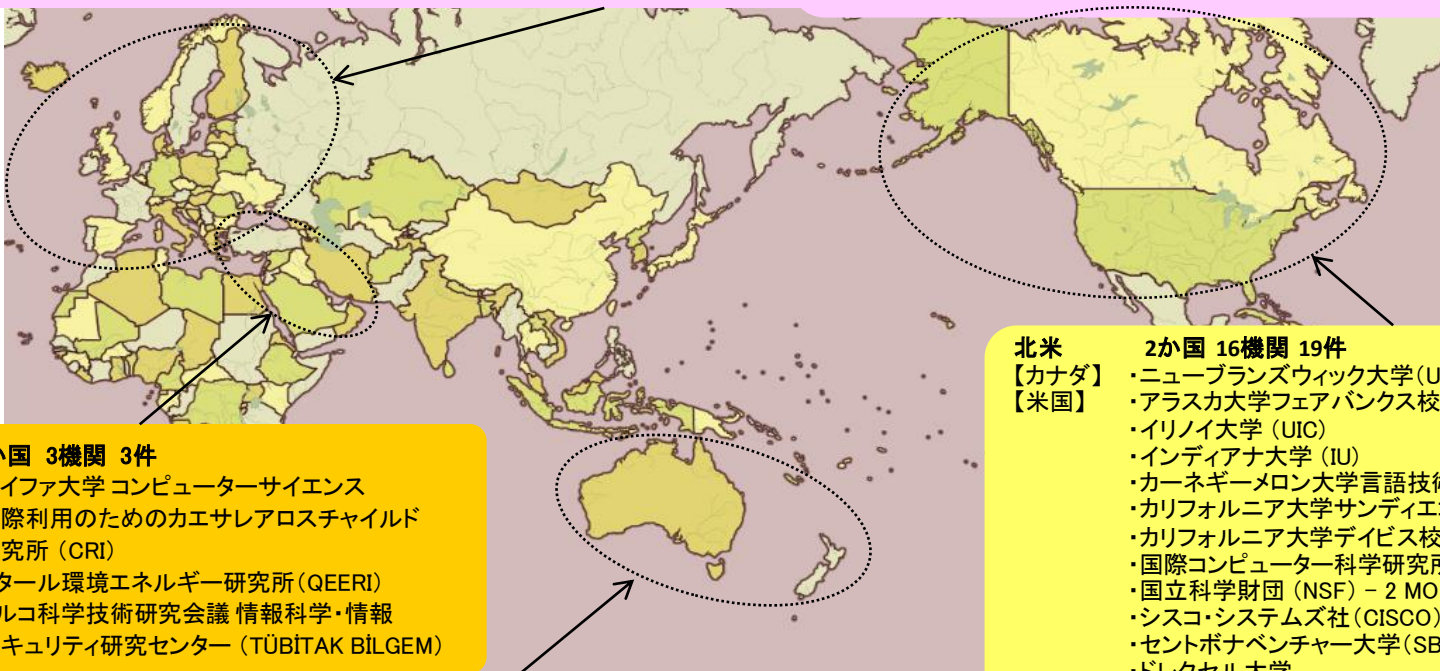 北米 2か国 16機関 19件
【カナダ】 ・ニューブランズウィック大学(U
【米国】 ・アラスカ大学フェアバンクス校
・イリノイ大学 (UIC)
・インディアナ大学 (IU)
・カーネギーメロン大学言語技術
・カリフォルニア大学サンディエ
・カリフォルニア大学デイビス校
・国際コンピューター科学研究所
・国立科学財団 (NSF) – 2 MO
・シスコ・システムズ社(CISCO)
・セントボナベンチャー大学(SB
・ドレクセル大学
か国 3機関 3件
イファ大学 コンピューターサイエンス
際利用のためのカエサレアロスチャイルド
究所 (CRI)
タール環境エネルギー研究所(QEERI)
ルコ科学技術研究会議 情報科学・情報
キュリティ研究センター (TÜBİTAK BİLGEM)